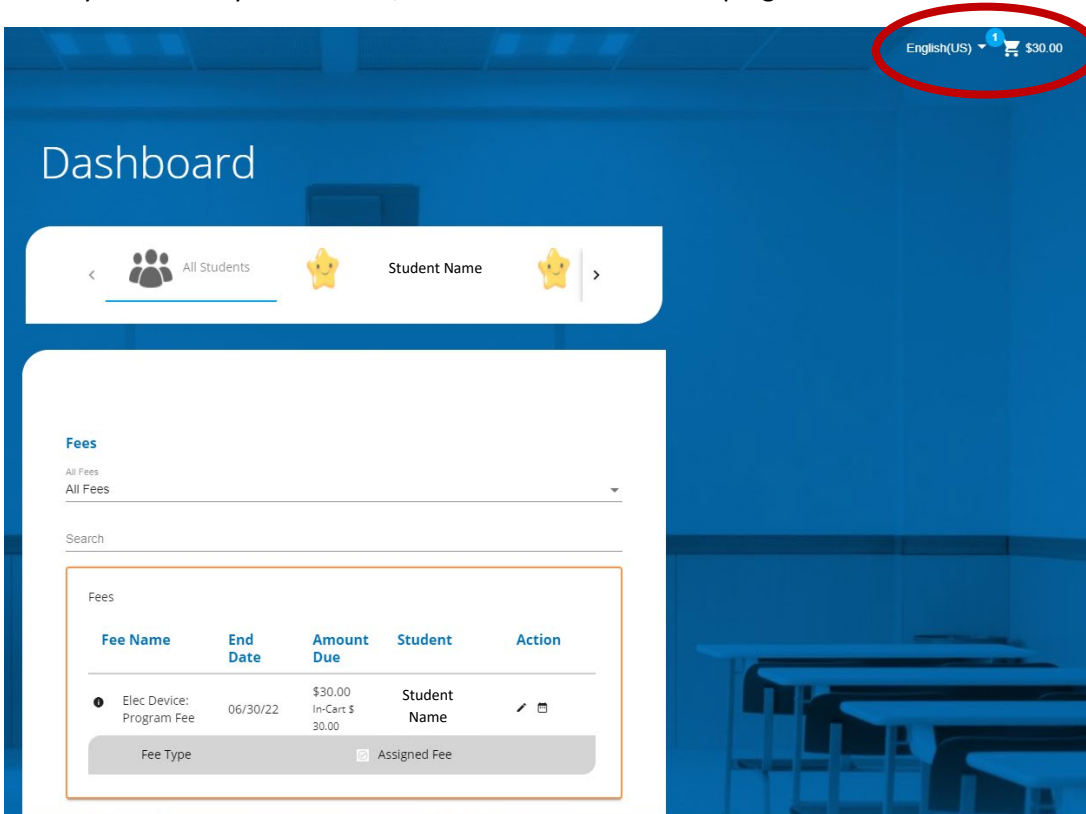 English(US) 1 $30.00
Dashboard
All Students Student Name
Fees
All Fees
All Fees
Search
Fees
Fee Name End Date Amount Due Student Action
Elec Device: Program Fee 06/30/22 $30.00 In-Cart $ 30.00 Student Name
Fee Type Assigned Fee